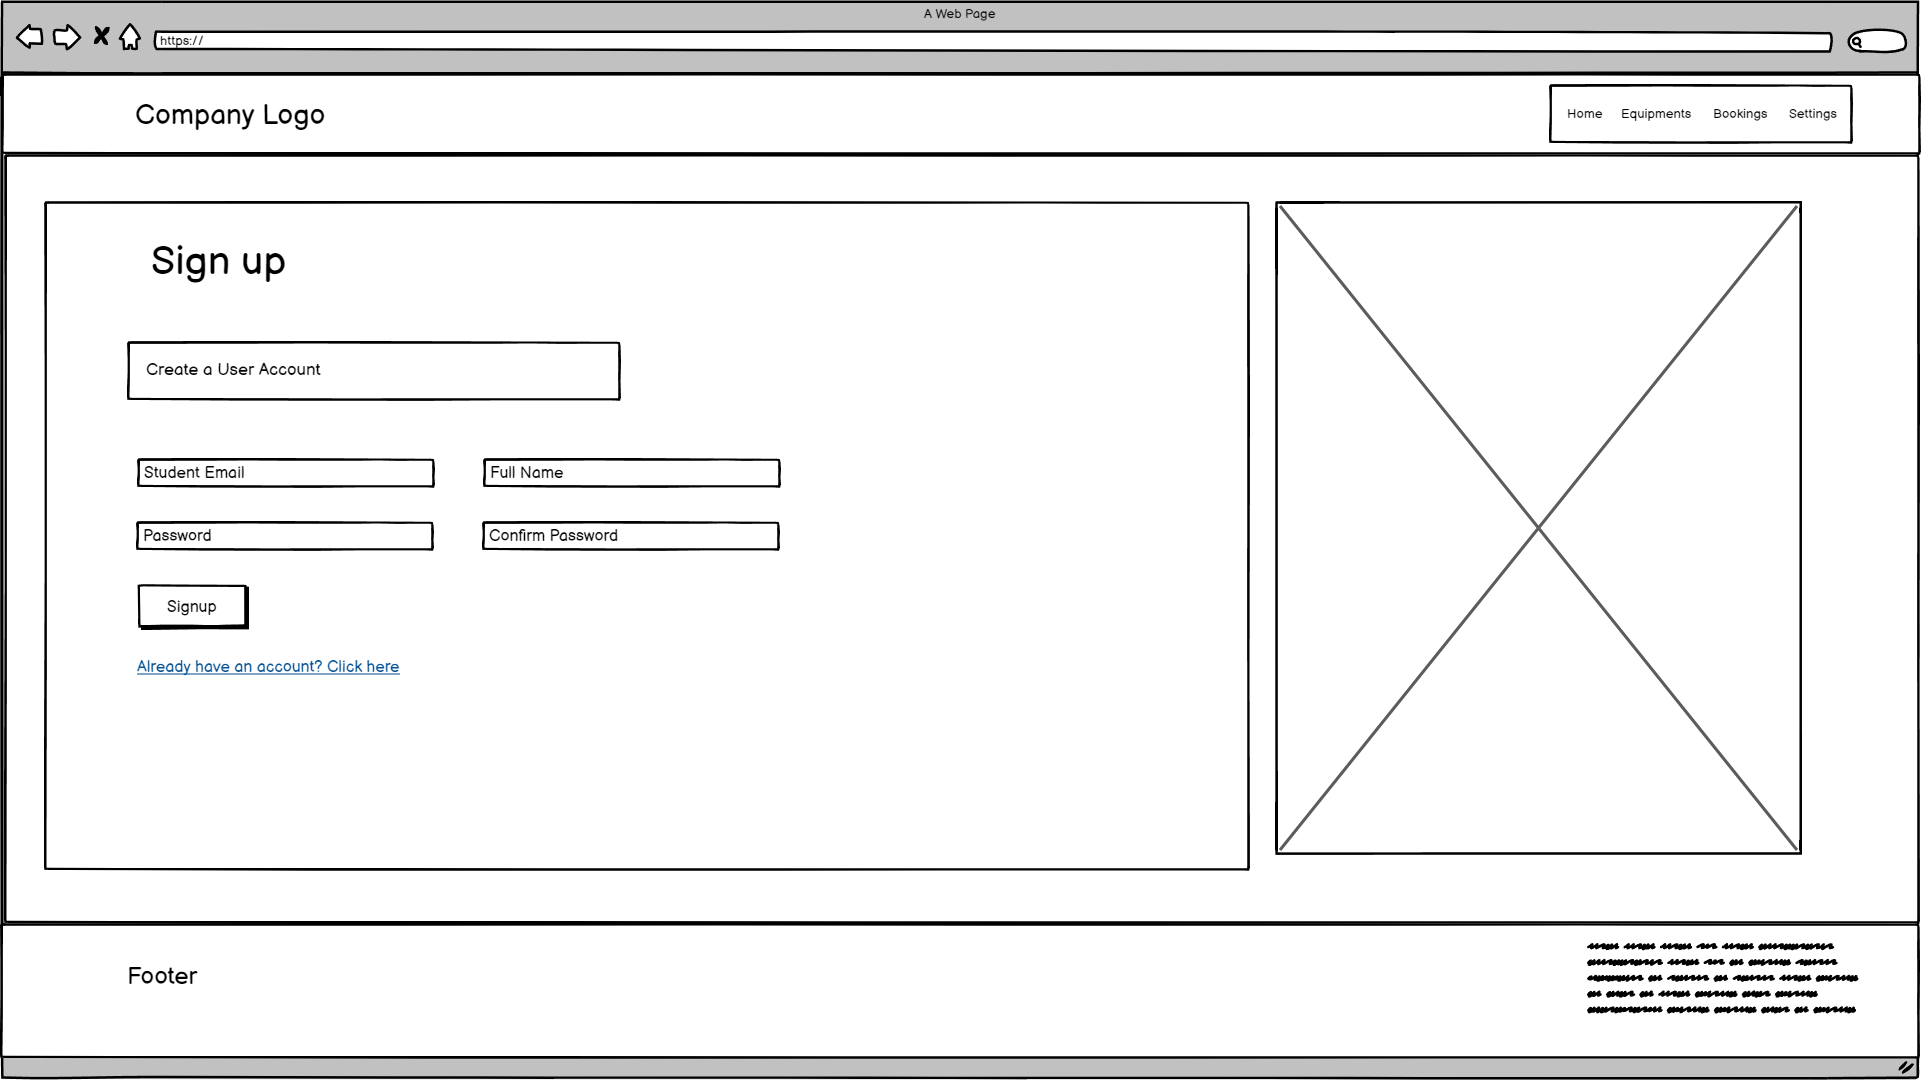 A Web Page
https://
Company Logo
Home Equipments Bookings Settings
Sign up
Create a User Account
Student Email Full Name
Password Confirm Password
Signup
Already have an account? Click here
Footer